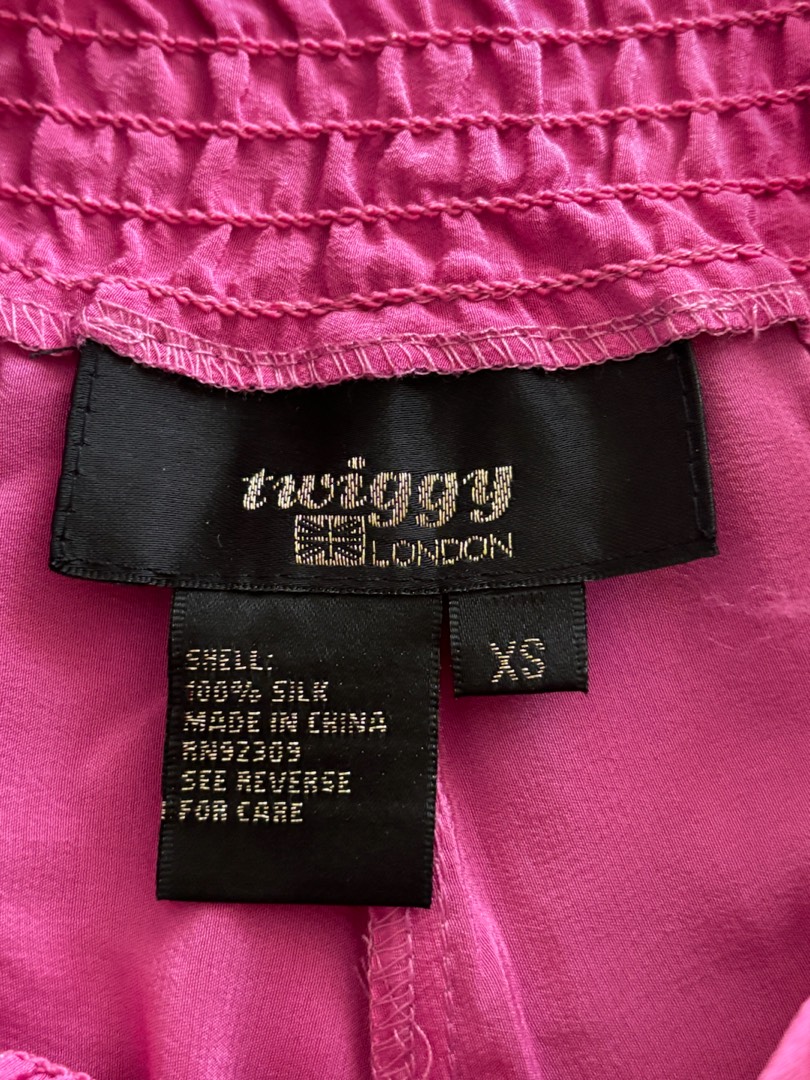 twiggy
LONDON
XS
SHELL:
100% SILK
MADE IN CHINA
RN92309
SEE REVERSE
FOR CARE